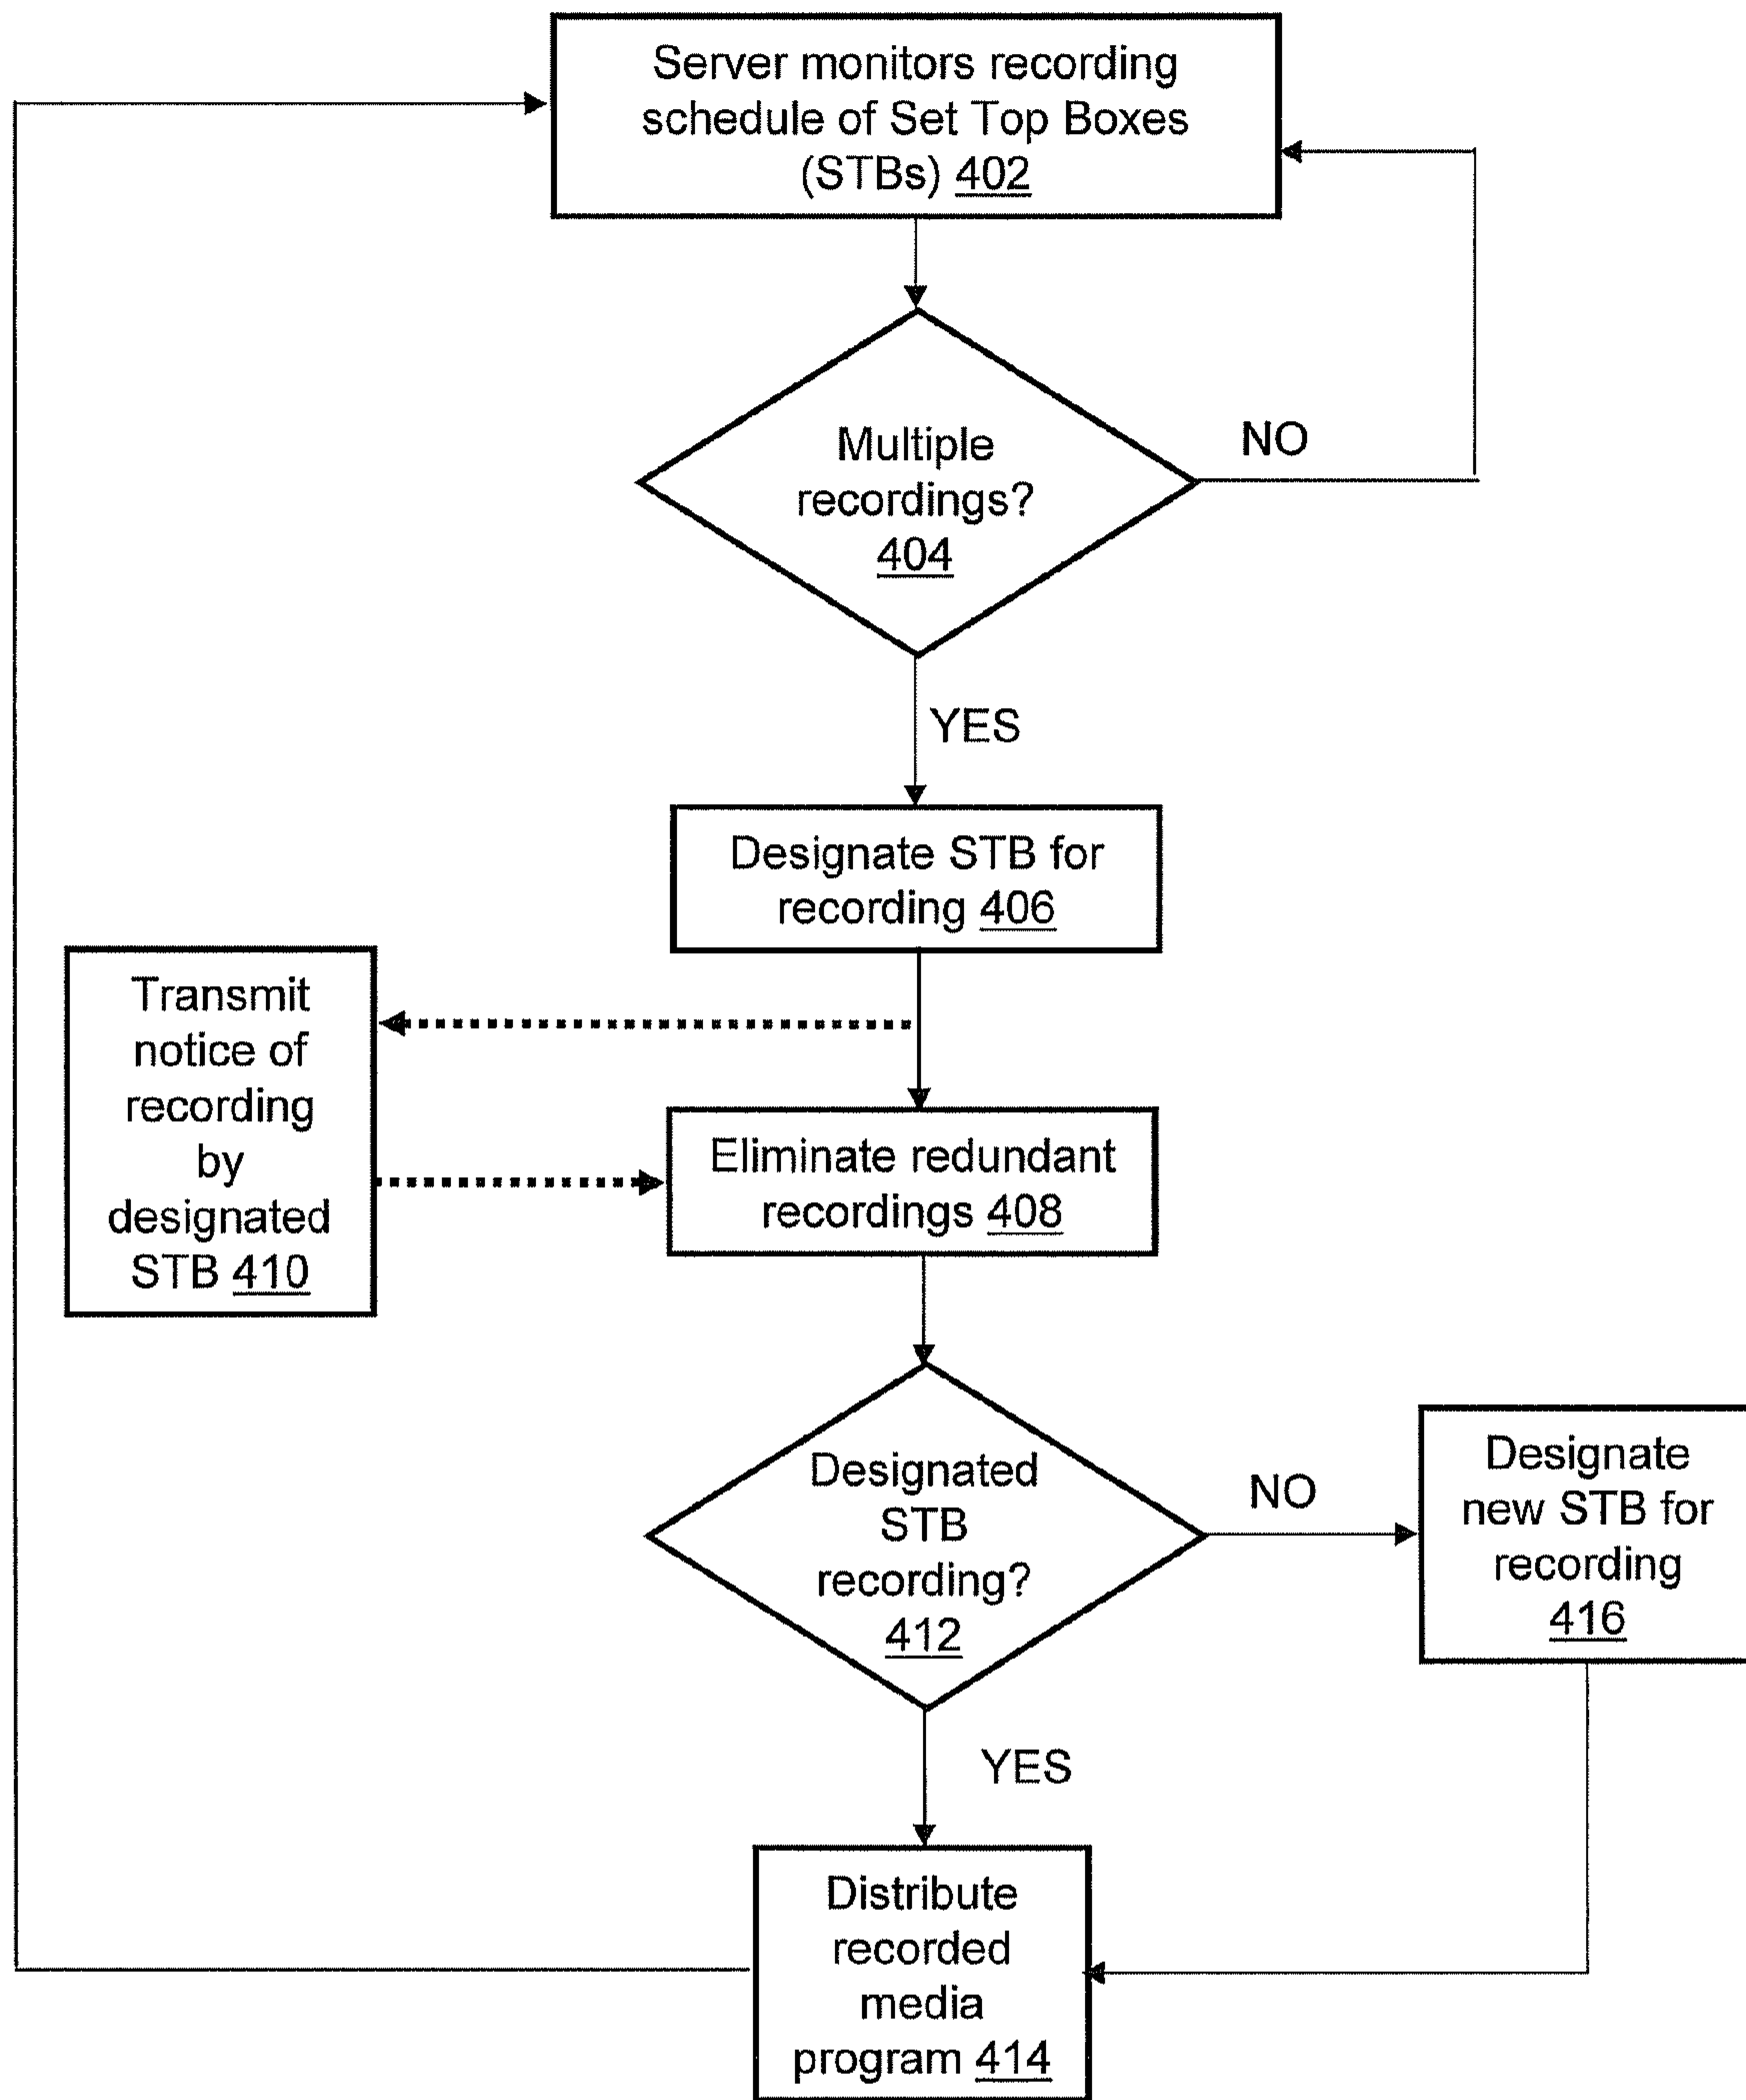 Server monitors recording
schedule of Set Top Boxes
(STBs) 402
Multiple
recordings?
404
NO
YES
Designate STB for
recording 406
Transmit
notice of
recording
by
designated
STB 410
Eliminate redundant
recordings 408
Designated
STB
recording?
412
NO
Designate
new STB for
recording
416
YES
Distribute
recorded
media
program 414